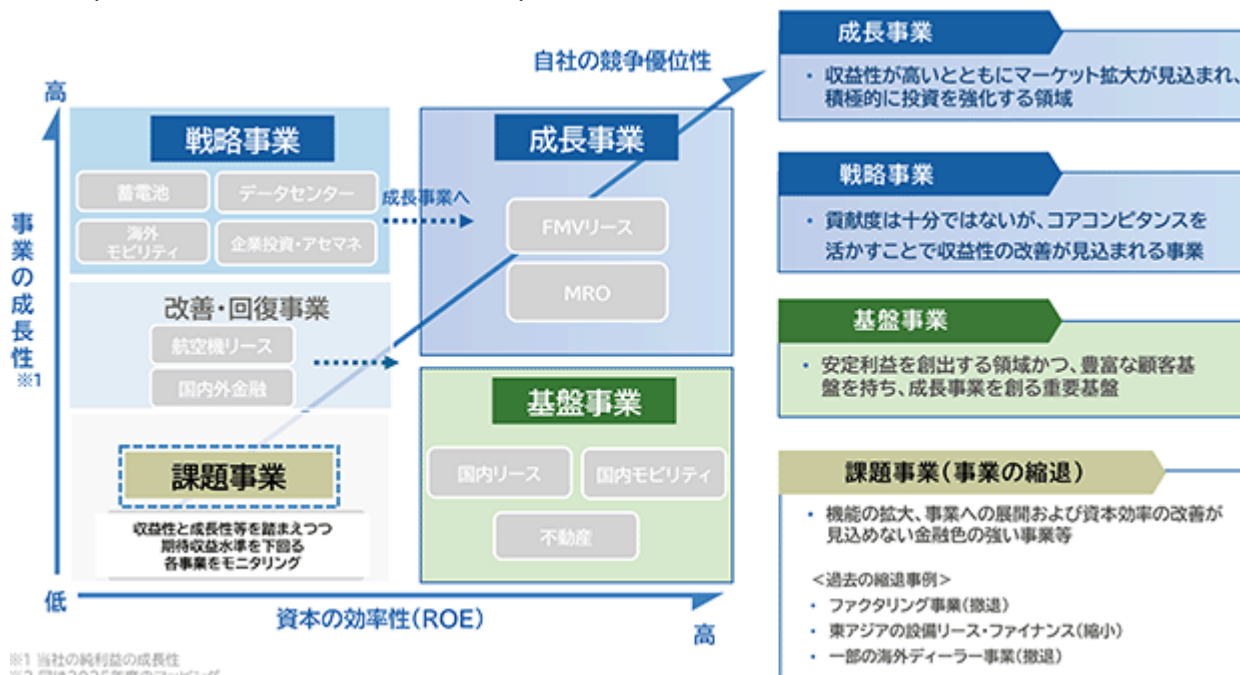 自社の競争優位性
高
事業の成長性
※1
低
資本の効率性(ROE)
高
戦略事業
蓄電池
データセンター
海外
モビリティ
企業投資・アセマネ
成長事業へ
成長事業
FMVリース
MRO
改善・回復事業
航空機リース
国内外金融
課題事業
収益性と成長性等を踏まえつつ
期待収益水準を下回る
各事業をモニタリング
基盤事業
国内リース
国内モビリティ
不動産
※1 当社の純利益の成長性
成長事業
・ 収益性が高いとともにマーケット拡大が見込まれ、
積極的に投資を強化する領域
戦略事業
・ 貢献度は十分ではないが、コアコンピタンスを
活かすことで収益性の改善が見込まれる事業
基盤事業
・ 安定利益を創出する領域かつ、豊富な顧客基
盤を持ち、成長事業を創る重要基盤
課題事業(事業の縮退)
・ 機能の拡大、事業への展開および資本効率の改善が
見込めない金融色の強い事業等
<過去の縮退事例>
・ ファクタリング事業(撤退)
・ 東アジアの設備リース・ファイナンス(縮小)
・ 一部の海外ディーラー事業(撤退)